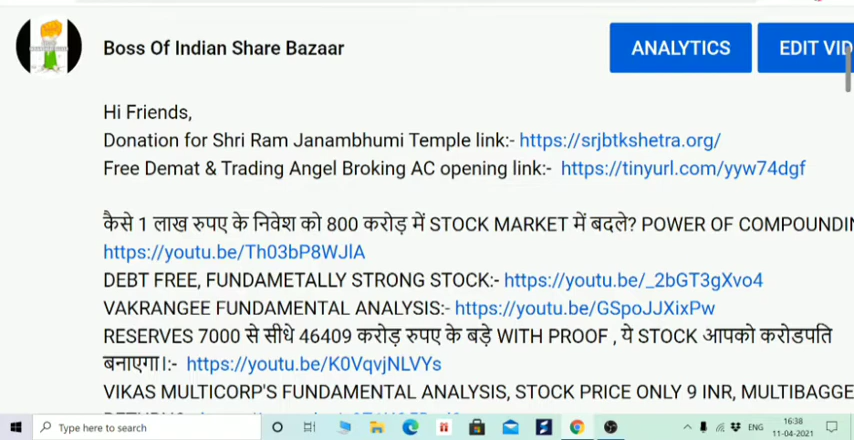 Boss Of Indian Share Bazaar
ANALYTICS
EDIT VID
Hi Friends,
Donation for Shri Ram Janambhumi Temple link:- https://srjbtkshetra.org/
Free Demat & Trading Angel Broking AC opening link:- https://tinyurl.com/yyw74dgf
कैसे 1 लाख रुपए के निवेश को 800 करोड़ में STOCK MARKET में बदले? POWER OF COMPOUNDIN
https://youtu.be/Th03bP8WJlA
DEBT FREE, FUNDAMETALLY STRONG STOCK:- https://youtu.be/_2bGT3gXvo4
VAKRANGEE FUNDAMENTAL ANALYSIS:- https://youtu.be/GSpoJJXixPw
RESERVES 7000 से सीधे 46409 करोड़ रुपए के बड़े WITH PROOF , ये STOCK आपको करोडपति
बनाएगा।:- https://youtu.be/K0VqvjNLVYs
VIKAS MULTICORP'S FUNDAMENTAL ANALYSIS, STOCK PRICE ONLY 9 INR, MULTIBAGGE
Type here to search
ENG
16:38
11-04-2021